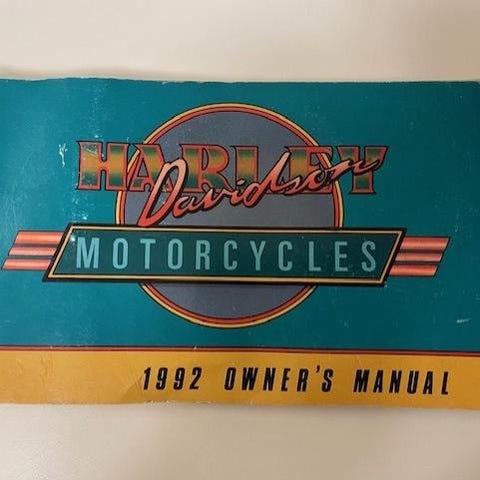 HARLEY
Davidson
MOTORCYCLES
1992 OWNER'S MANUAL